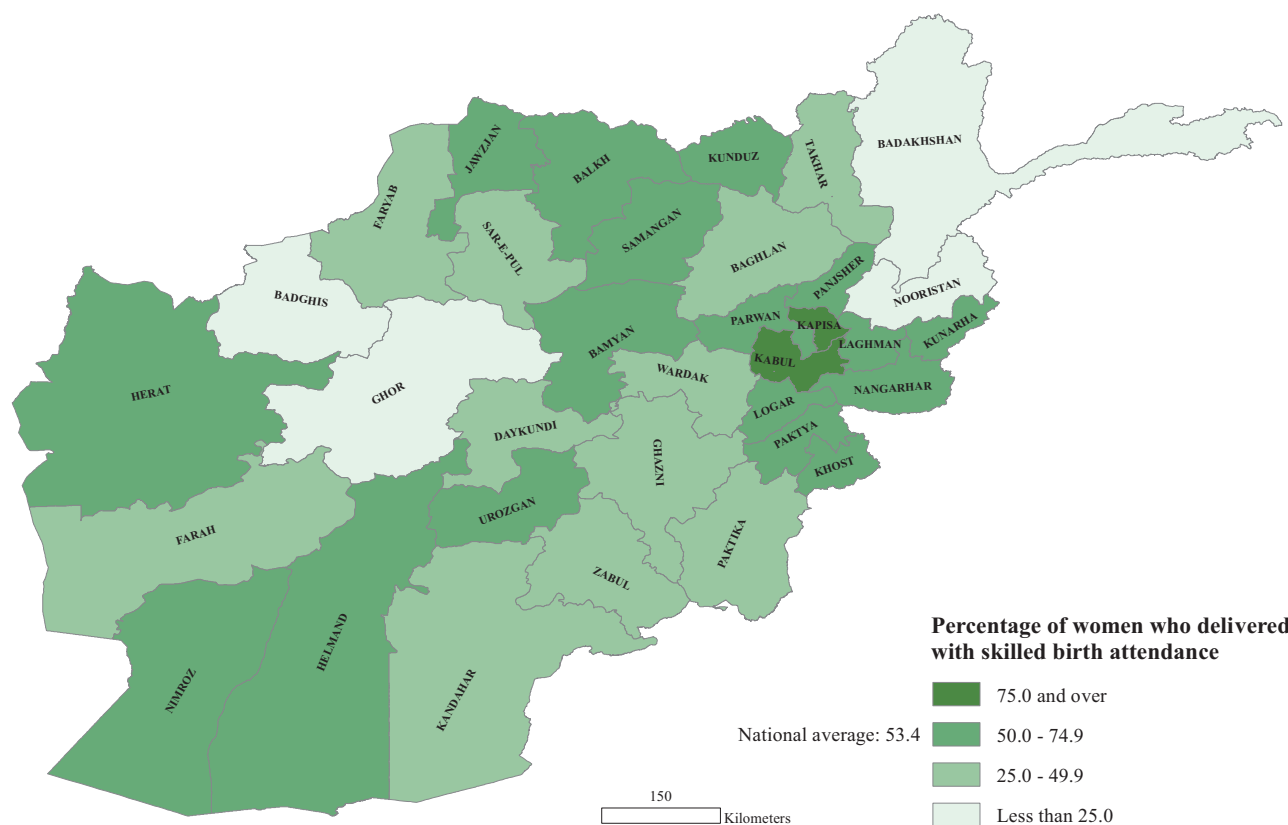 BADAKHSHAN
TAKHAR
KUNDUZ
BALKH
JAWZJAN
FARYAB
SAR-E-PUL
SAMANGAN
BAGHLAN
PANJSHER
NOORISTAN
BADGHIS
PARWAN
KAPISA
KUNARHA
LAGHMAN
BAMYAN
KABUL
WARDAK
HERAT
GHOR
NANGARHAR
LOGAR
DAYKUNDI
PAKTYA
GHAZNI
KHOST
UROZGAN
FARAH
PAKTIKA
ZABUL
HELMAND
NIMROZ
KANDAHAR
Percentage of women who delivered
with skilled birth attendance
75.0 and over
National average: 53.4
50.0 - 74.9
25.0 - 49.9
Less than 25.0
150
Kilometers